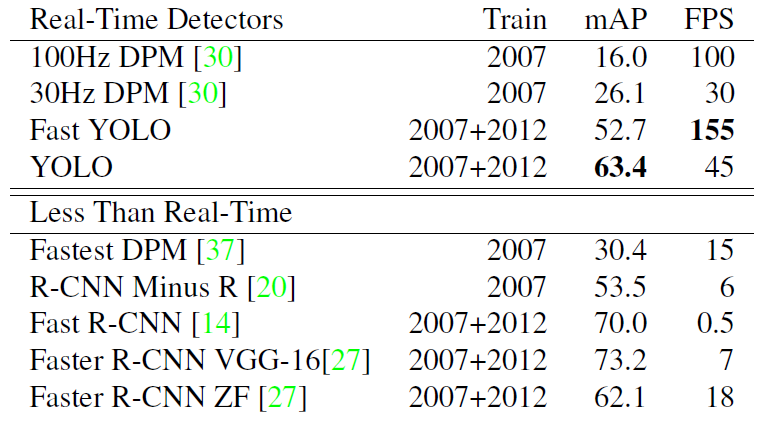 Real-Time Detectors Train mAP FPS
100Hz DPM [30] 2007 16.0 100
30Hz DPM [30] 2007 26.1 30
Fast YOLO 2007+2012 52.7 155
YOLO 2007+2012 63.4 45
Less Than Real-Time
Fastest DPM [37] 2007 30.4 15
R-CNN Minus R [20] 2007 53.5 6
Fast R-CNN [14] 2007+2012 70.0 0.5
Faster R-CNN VGG-16[27] 2007+2012 73.2 7
Faster R-CNN ZF [27] 2007+2012 62.1 18